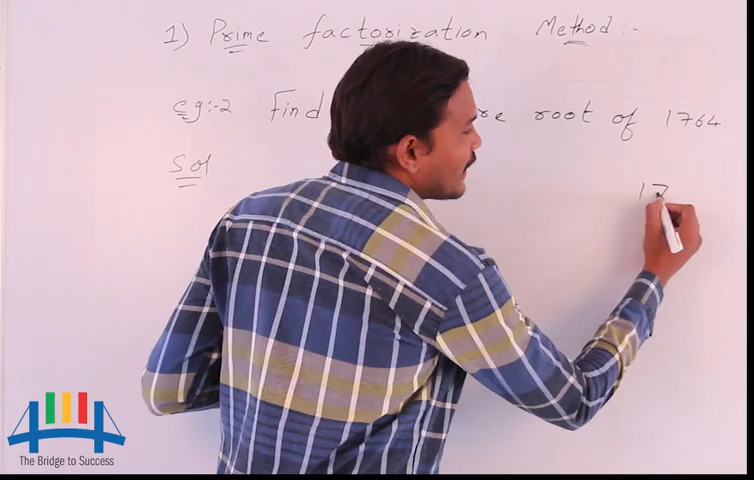 1) Prime factorization Method :-
eg:-2 Find re root of 1764
Sol
17
The Bridge to Success